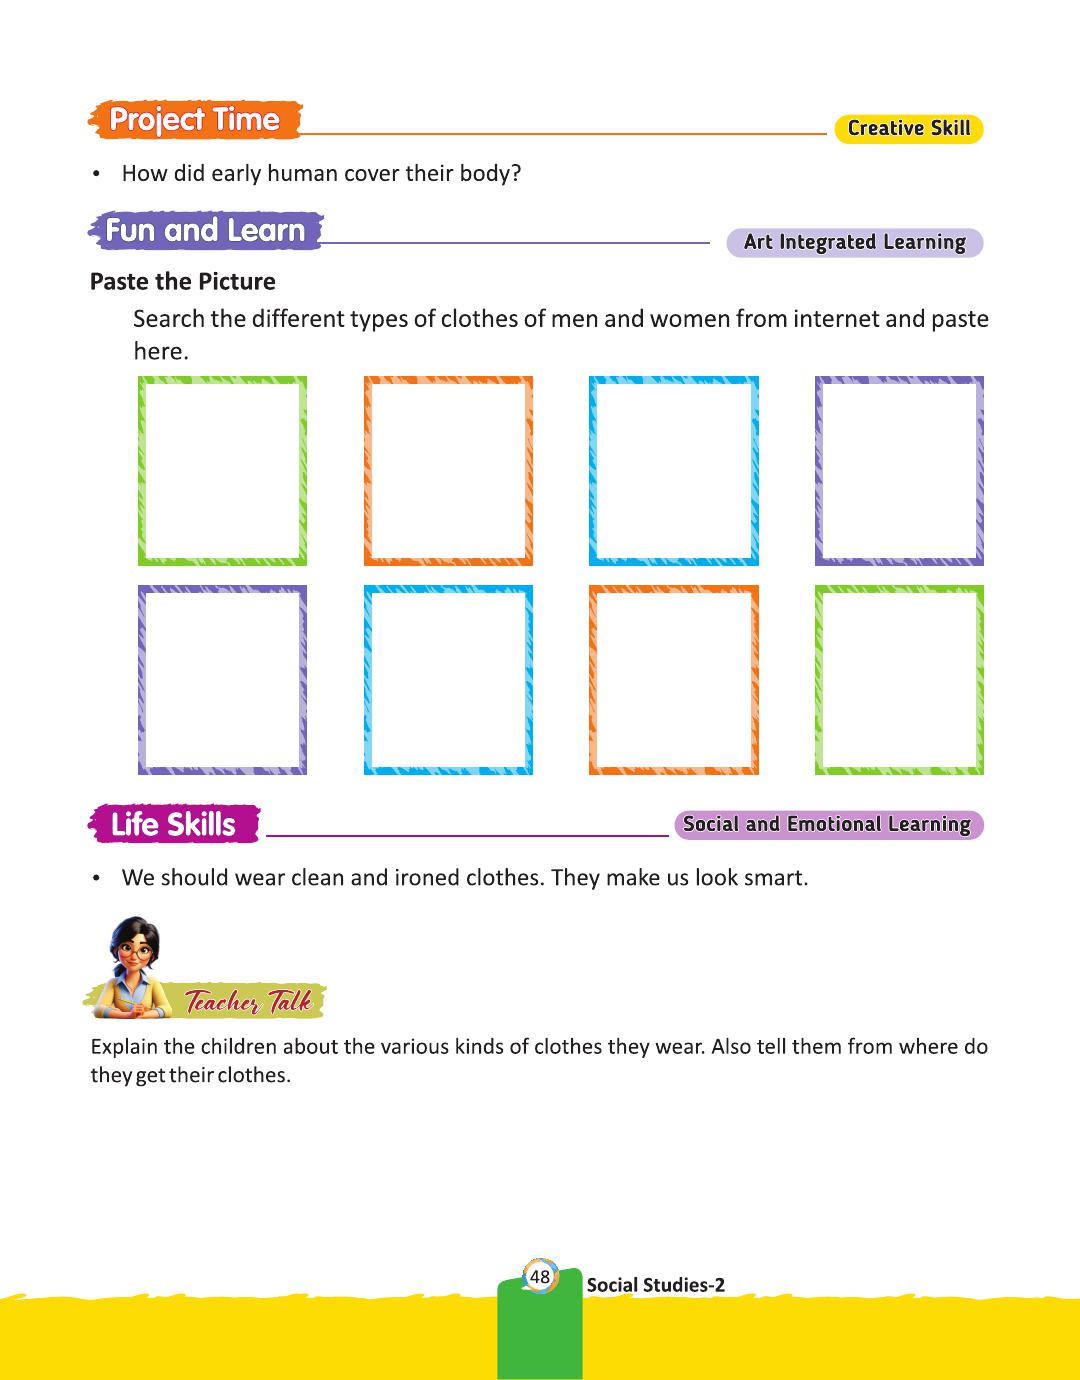 Project Time
Creative Skill
• How did early human cover their body?
Fun and Learn
Art Integrated Learning
Paste the Picture
Search the different types of clothes of men and women from internet and paste
here.
Life Skills
Social and Emotional Learning
• We should wear clean and ironed clothes. They make us look smart.
Teacher Talk
Explain the children about the various kinds of clothes they wear. Also tell them from where do
they get their clothes.
48
Social Studies-2